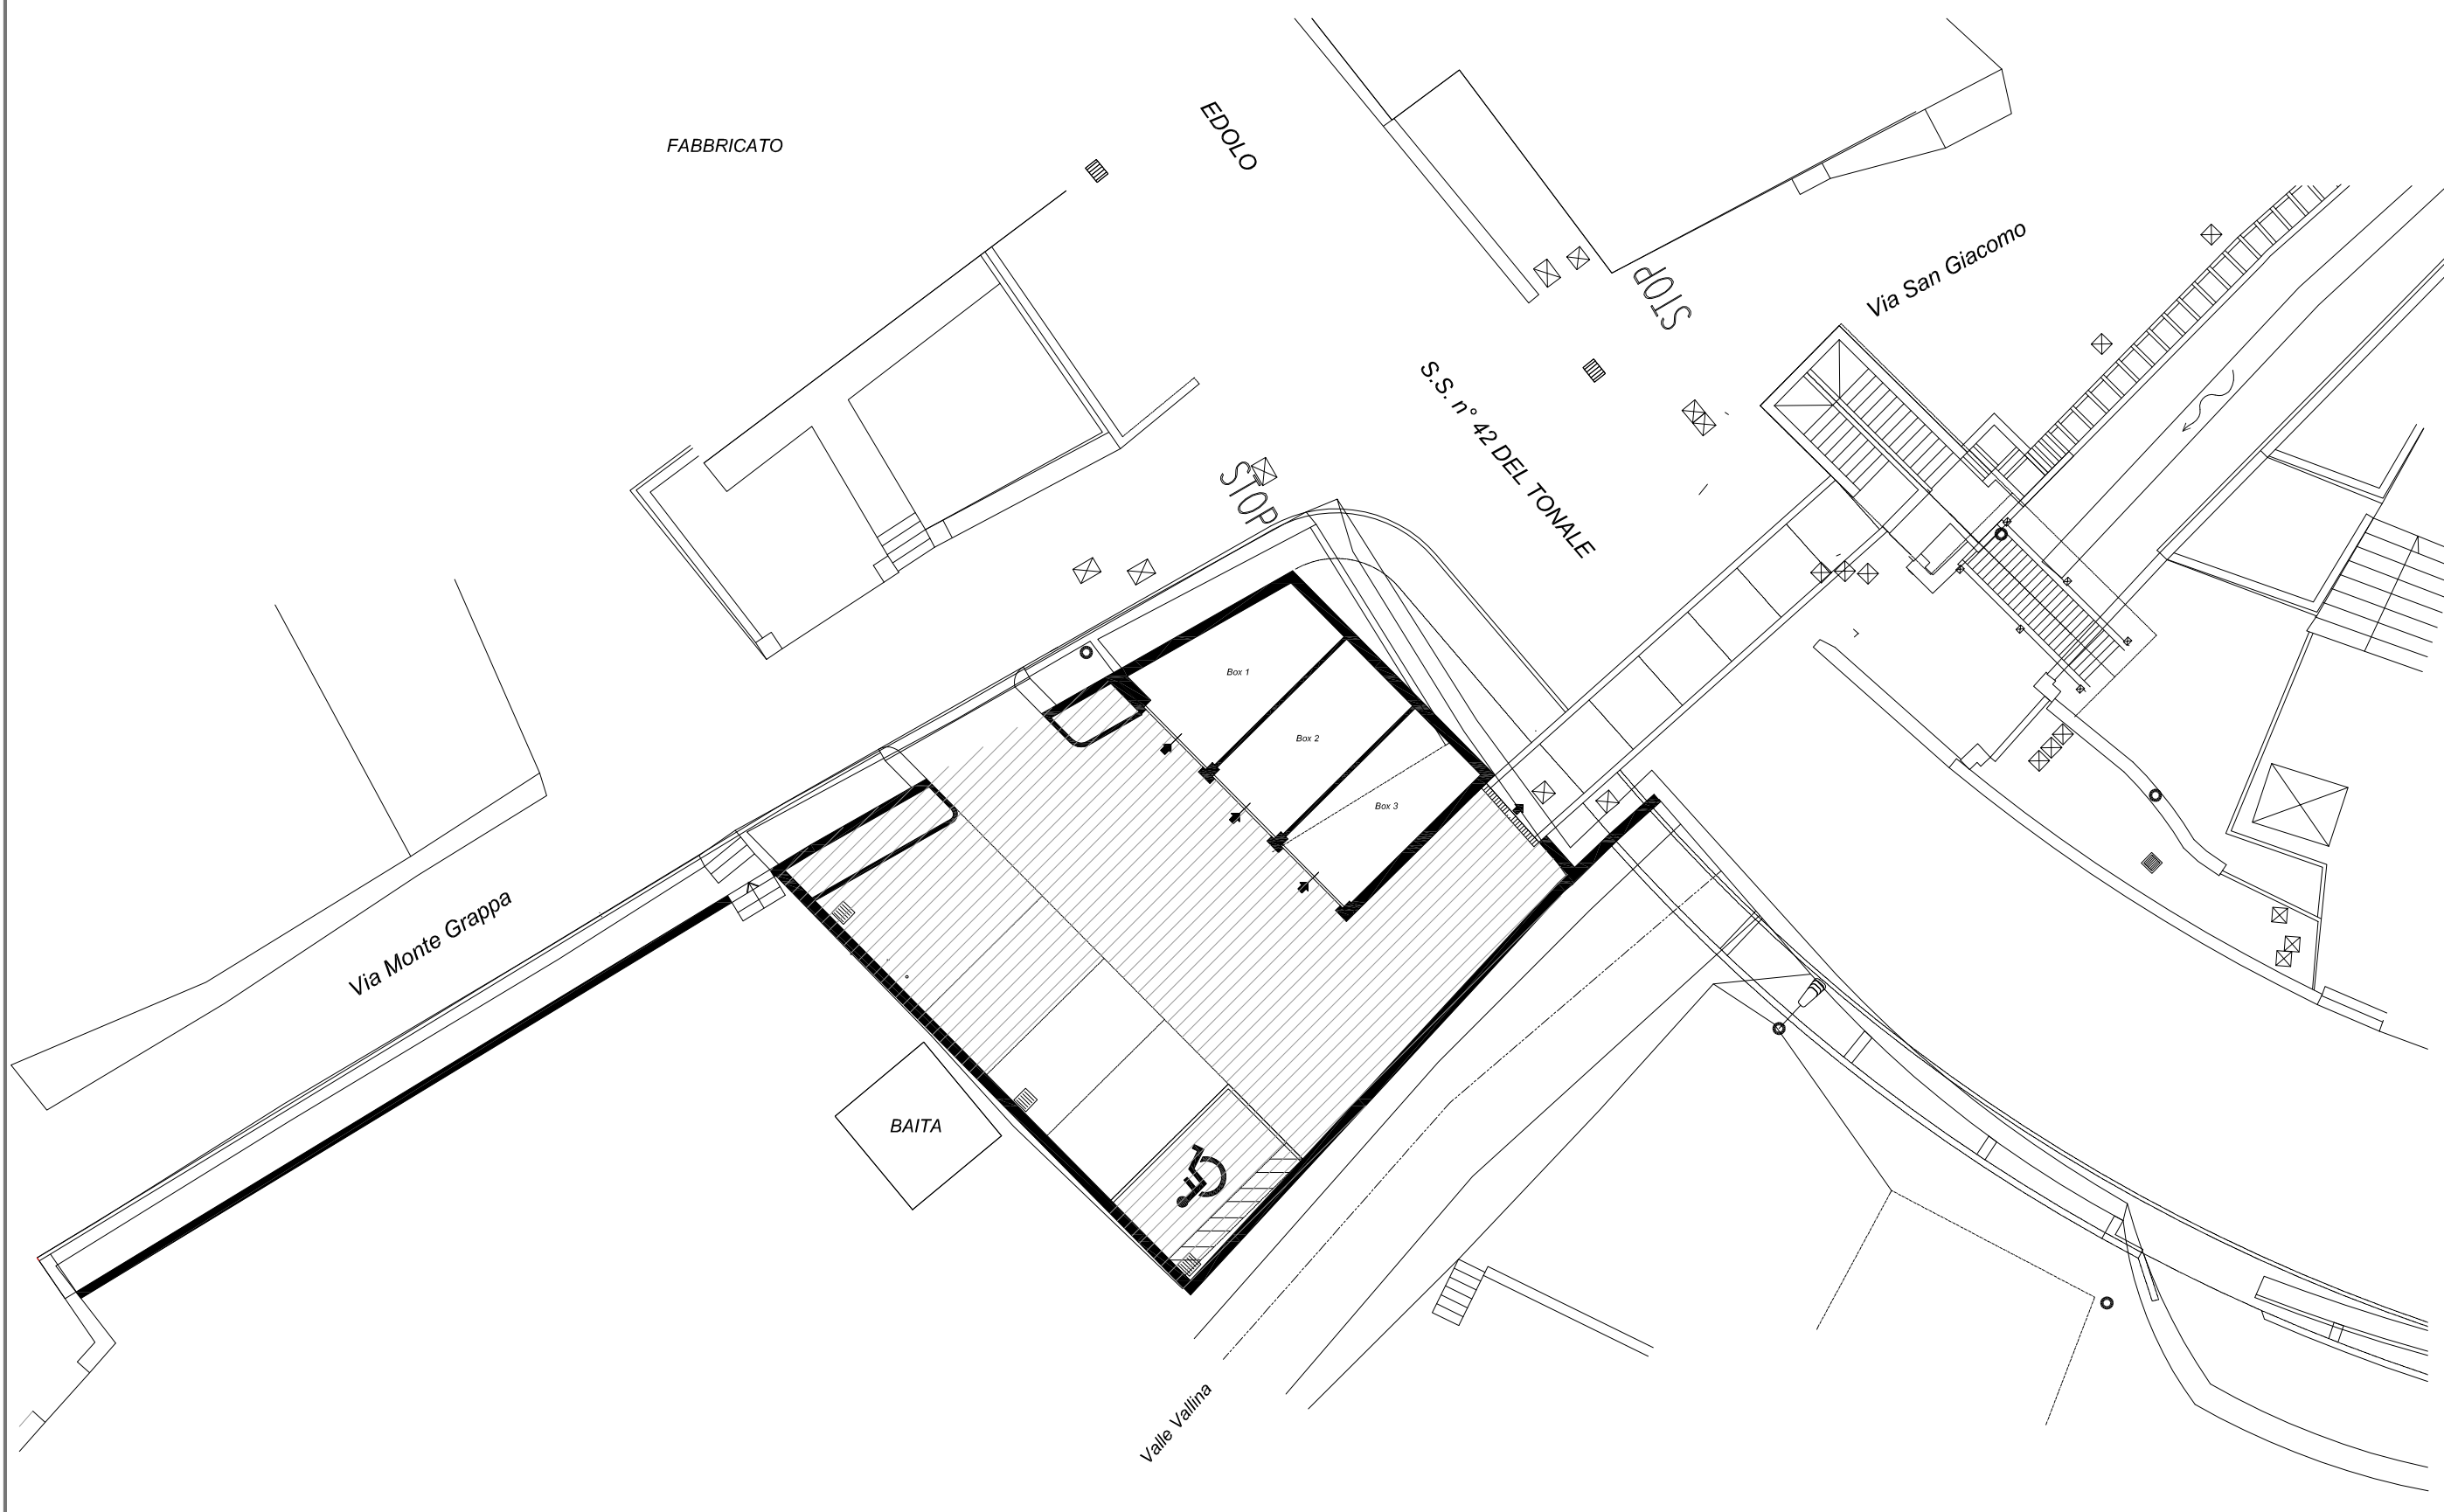 FABBRICATO
EDOLO
STOP
Via San Giacomo
S.S. n° 42 DEL TONALE
STOP
Box 1
Box 2
Box 3
Via Monte Grappa
BAITA
Valle Vallina